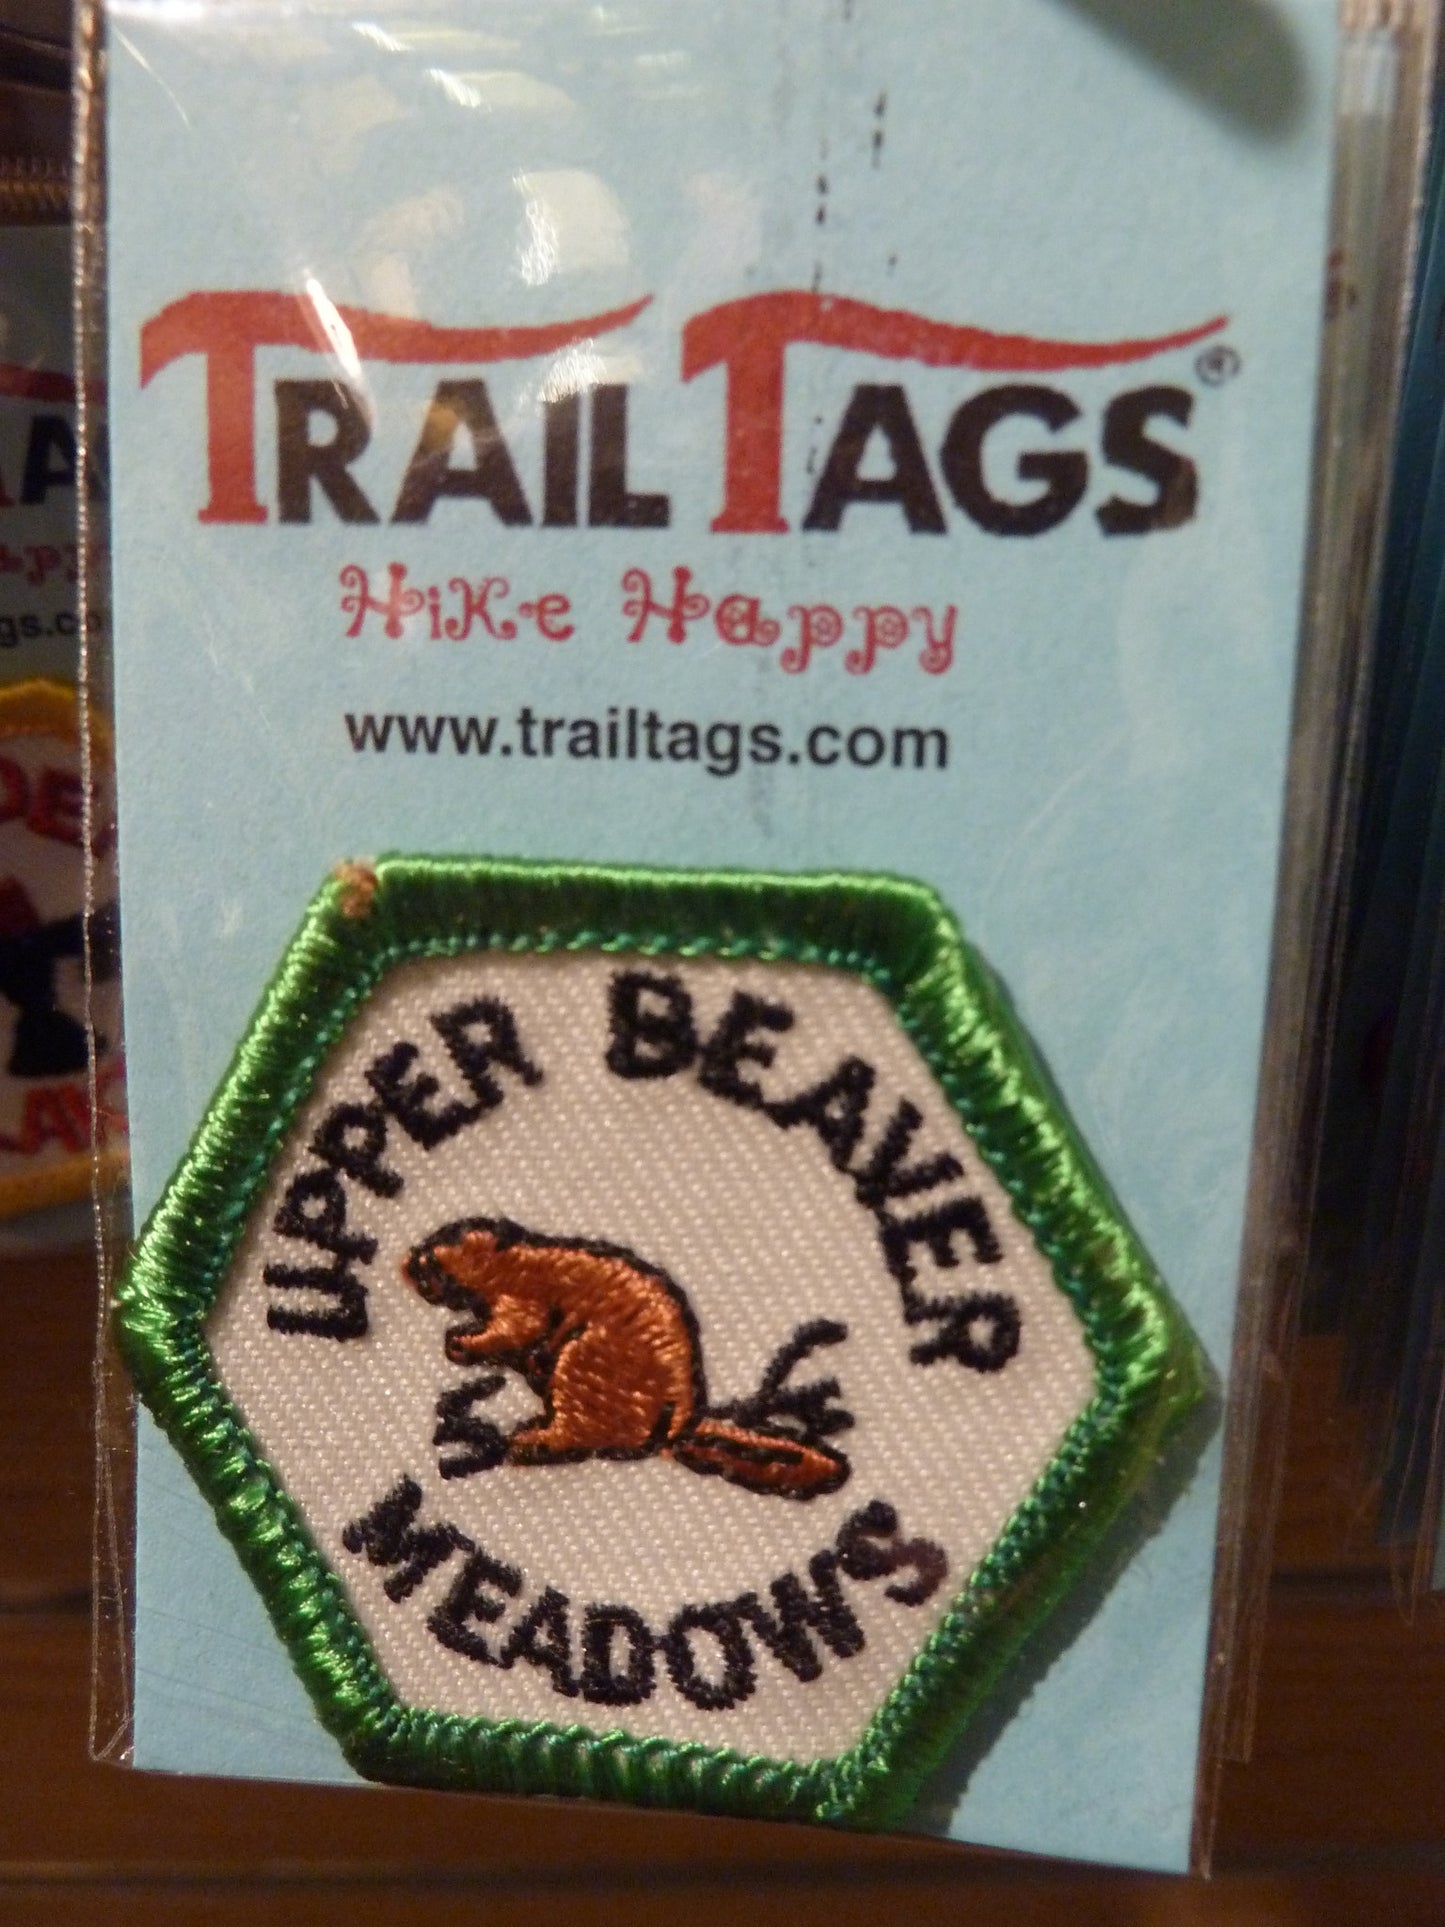 TRAIL TAGS®
Hike Happy
www.trailtags.com
UPPER BEAVER
MEADOWS